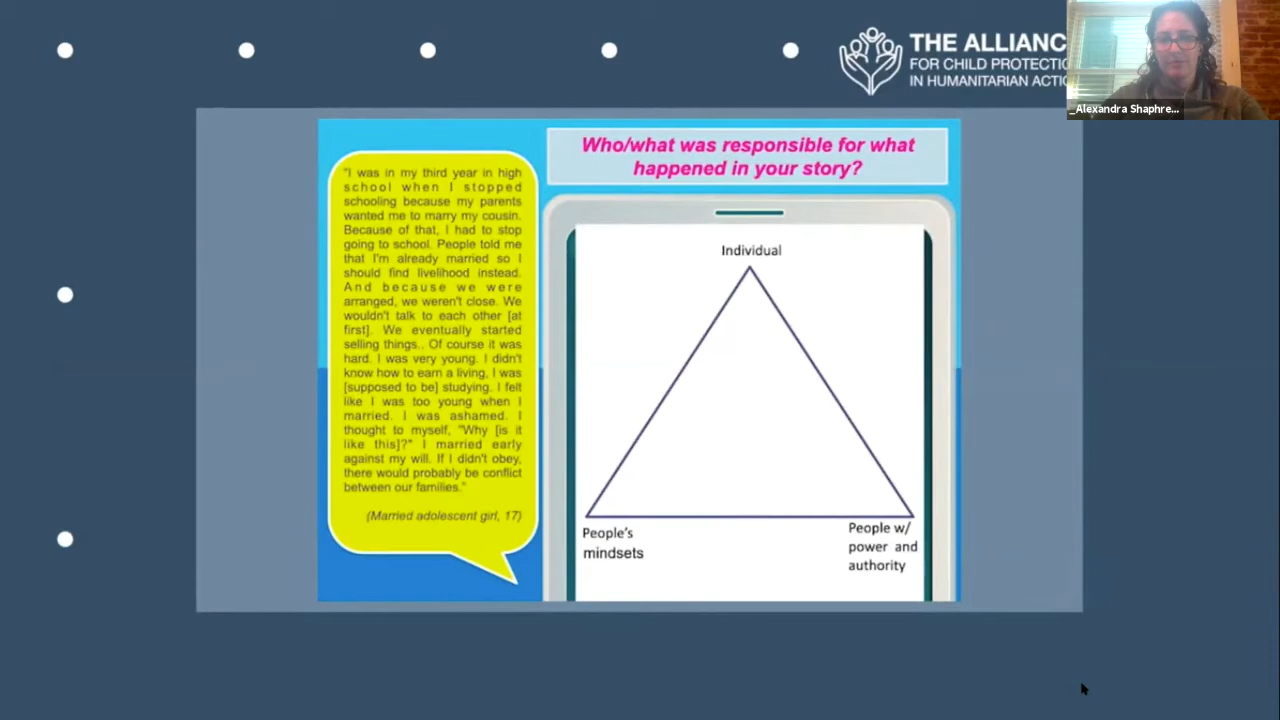 THE ALLIANC
FOR CHILD PROTECTIO
IN HUMANITARIAN ACTIO
_Alexandra Shaphre...
Who/what was responsible for what
happened in your story?
"I was in my third year in high
school when I stopped
schooling because my parents
wanted me to marry my cousin.
Because of that, I had to stop
going to school. People told me
that I'm already married so I
should find livelihood instead.
And because we were
arranged, we weren't close. We
wouldn't talk to each other [at
first]. We eventually started
selling things.. Of course it was
hard. I was very young. I didn't
know how to earn a living, I was
[supposed to be] studying. I felt
like I was too young when I
married. I was ashamed. I
thought to myself, "Why [is it
like this]?" I married early
against my will. If I didn't obey,
there would probably be conflict
between our families."
(Married adolescent girl, 17)
Individual
People's
mindsets
People w/
power and
authority